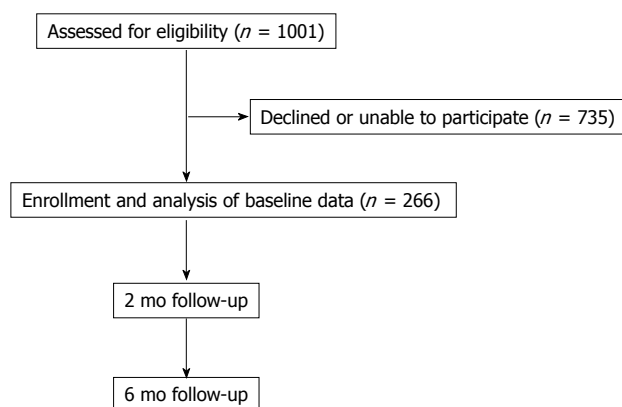 Assessed for eligibility (n = 1001)
Declined or unable to participate (n = 735)
Enrollment and analysis of baseline data (n = 266)
2 mo follow-up
6 mo follow-up